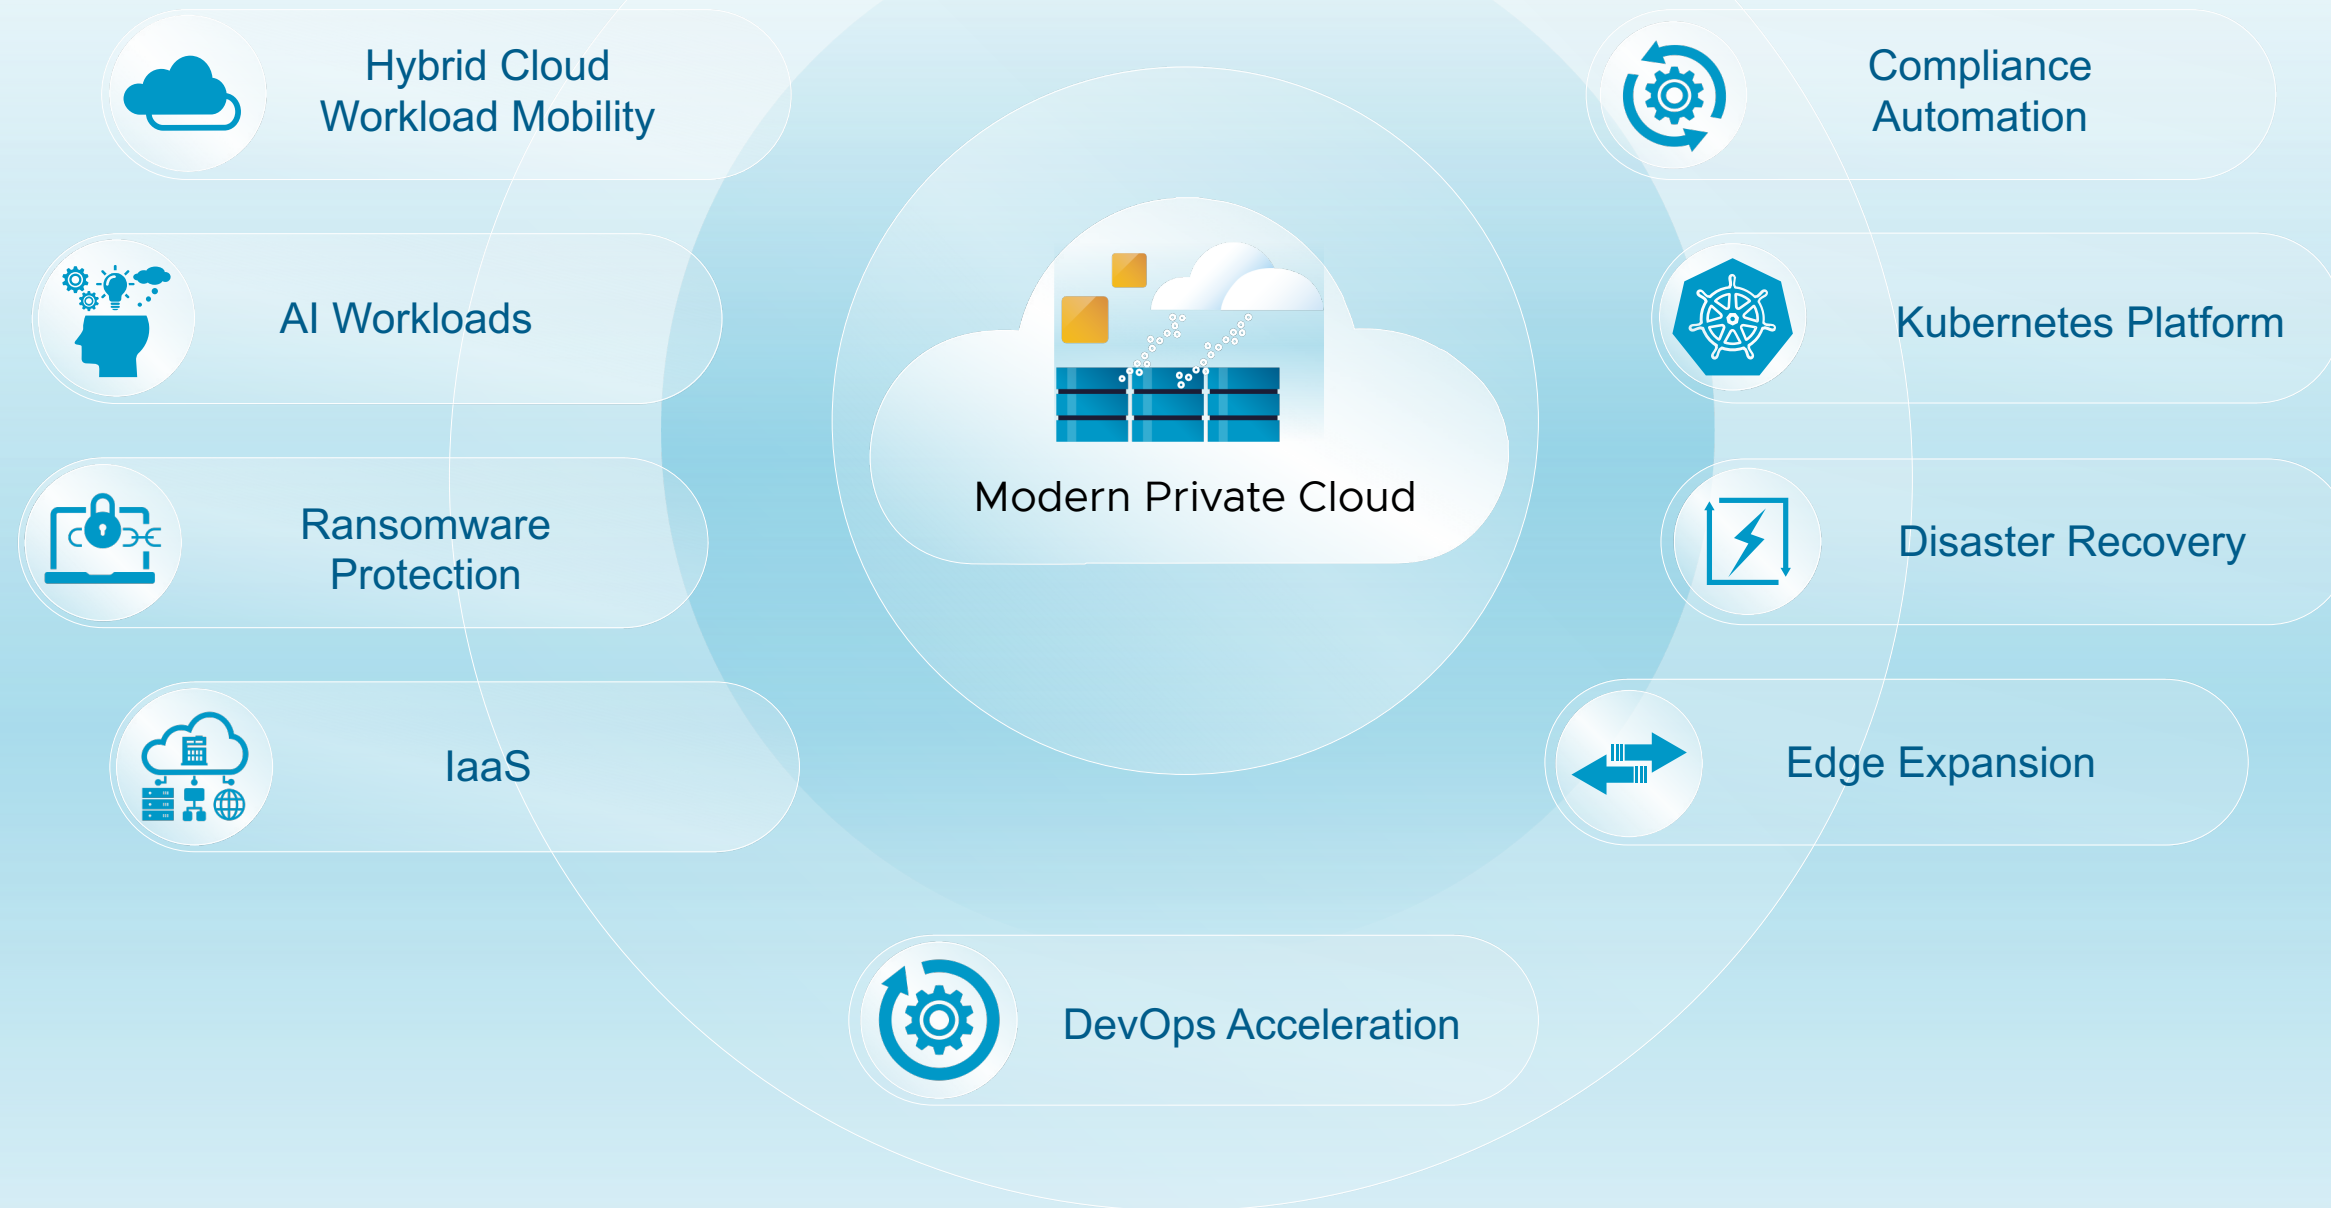 Hybrid Cloud
Workload Mobility
AI Workloads
Ransomware
Protection
IaaS
Modern Private Cloud
Compliance
Automation
Kubernetes Platform
Disaster Recovery
Edge Expansion
DevOps Acceleration